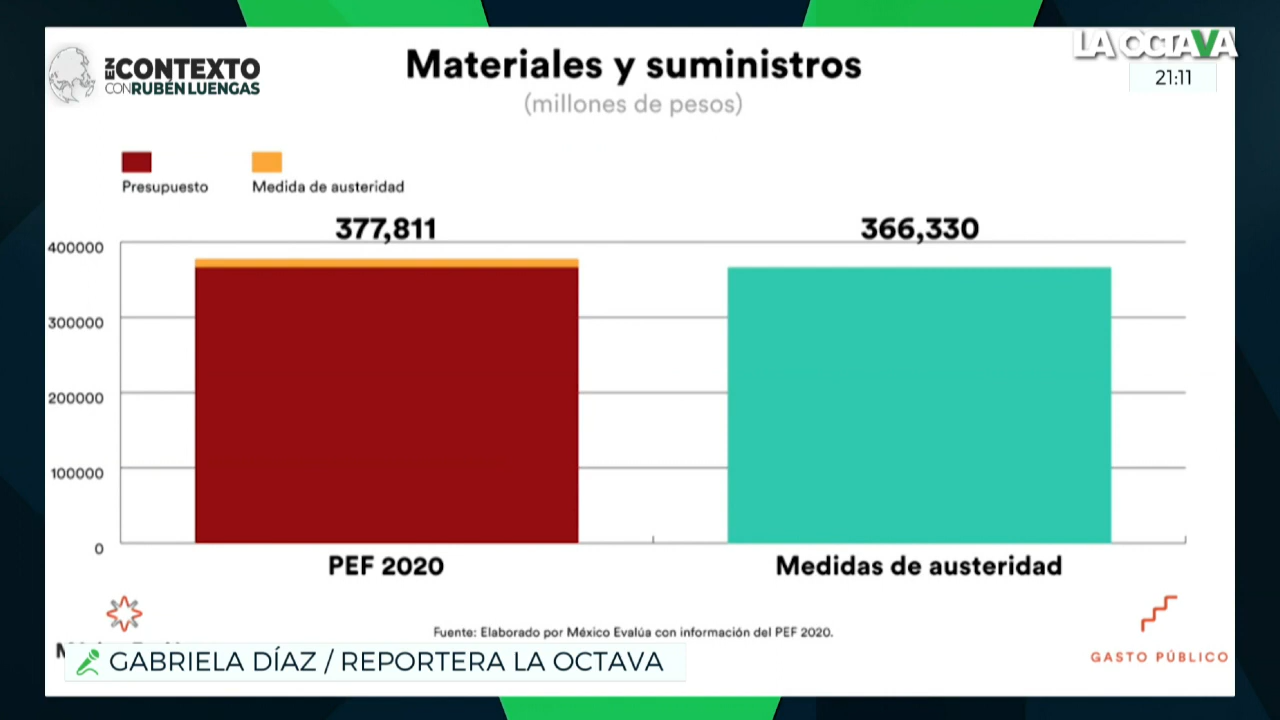 EN CONTEXTO
CON RUBÉN LUENGAS
Materiales y suministros
(millones de pesos)
LA OCTAVA
21:11
Presupuesto
Medida de austeridad
377,811
366,330
400000
300000
200000
100000
0
PEF 2020
Medidas de austeridad
Fuente: Elaborado por México Evalúa con información del PEF 2020.
GASTO PÚBLICO
GABRIELA DÍAZ / REPORTERA LA OCTAVA